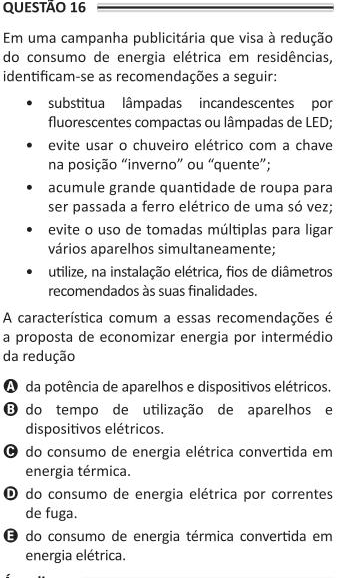 QUESTÃO 16
Em uma campanha publicitária que visa à redução
do consumo de energia elétrica em residências,
identificam-se as recomendações a seguir:
• substitua lâmpadas incandescentes por
fluorescentes compactas ou lâmpadas de LED;
• evite usar o chuveiro elétrico com a chave
na posição “inverno” ou “quente”;
• acumule grande quantidade de roupa para
ser passada a ferro elétrico de uma só vez;
• evite o uso de tomadas múltiplas para ligar
vários aparelhos simultaneamente;
• utilize, na instalação elétrica, fios de diâmetros
recomendados às suas finalidades.
A característica comum a essas recomendações é
a proposta de economizar energia por intermédio
da redução
A da potência de aparelhos e dispositivos elétricos.
B do tempo de utilização de aparelhos e
dispositivos elétricos.
C do consumo de energia elétrica convertida em
energia térmica.
D do consumo de energia elétrica por correntes
de fuga.
E do consumo de energia térmica convertida em
energia elétrica.